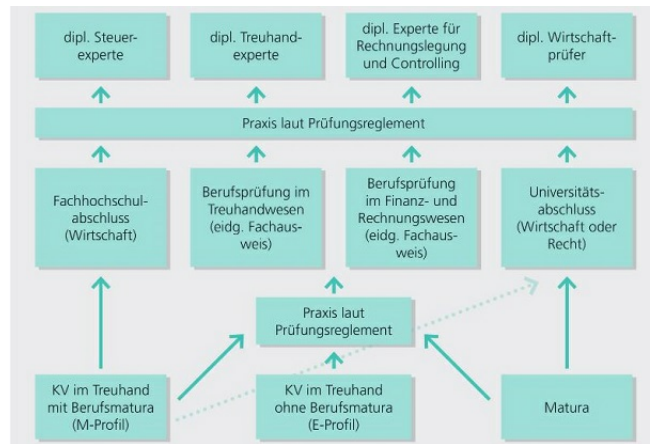 dipl. Steuer-
experte
dipl. Treuhand-
experte
dipl. Experte für
Rechnungslegung
und Controlling
dipl. Wirtschaft-
prüfer
Praxis laut Prüfungsreglement
Fachhochschul-
abschluss
(Wirtschaft)
Berufsprüfung im
Treuhandwesen
(eidg. Fachaus-
weis)
Berufsprüfung
im Finanz- und
Rechnungswesen
(eidg. Fachaus-
weis)
Universitäts-
abschluss
(Wirtschaft oder
Recht)
Praxis laut
Prüfungsreglement
KV im Treuhand
mit Berufsmatura
(M-Profil)
KV im Treuhand
ohne Berufsmatura
(E-Profil)
Matura